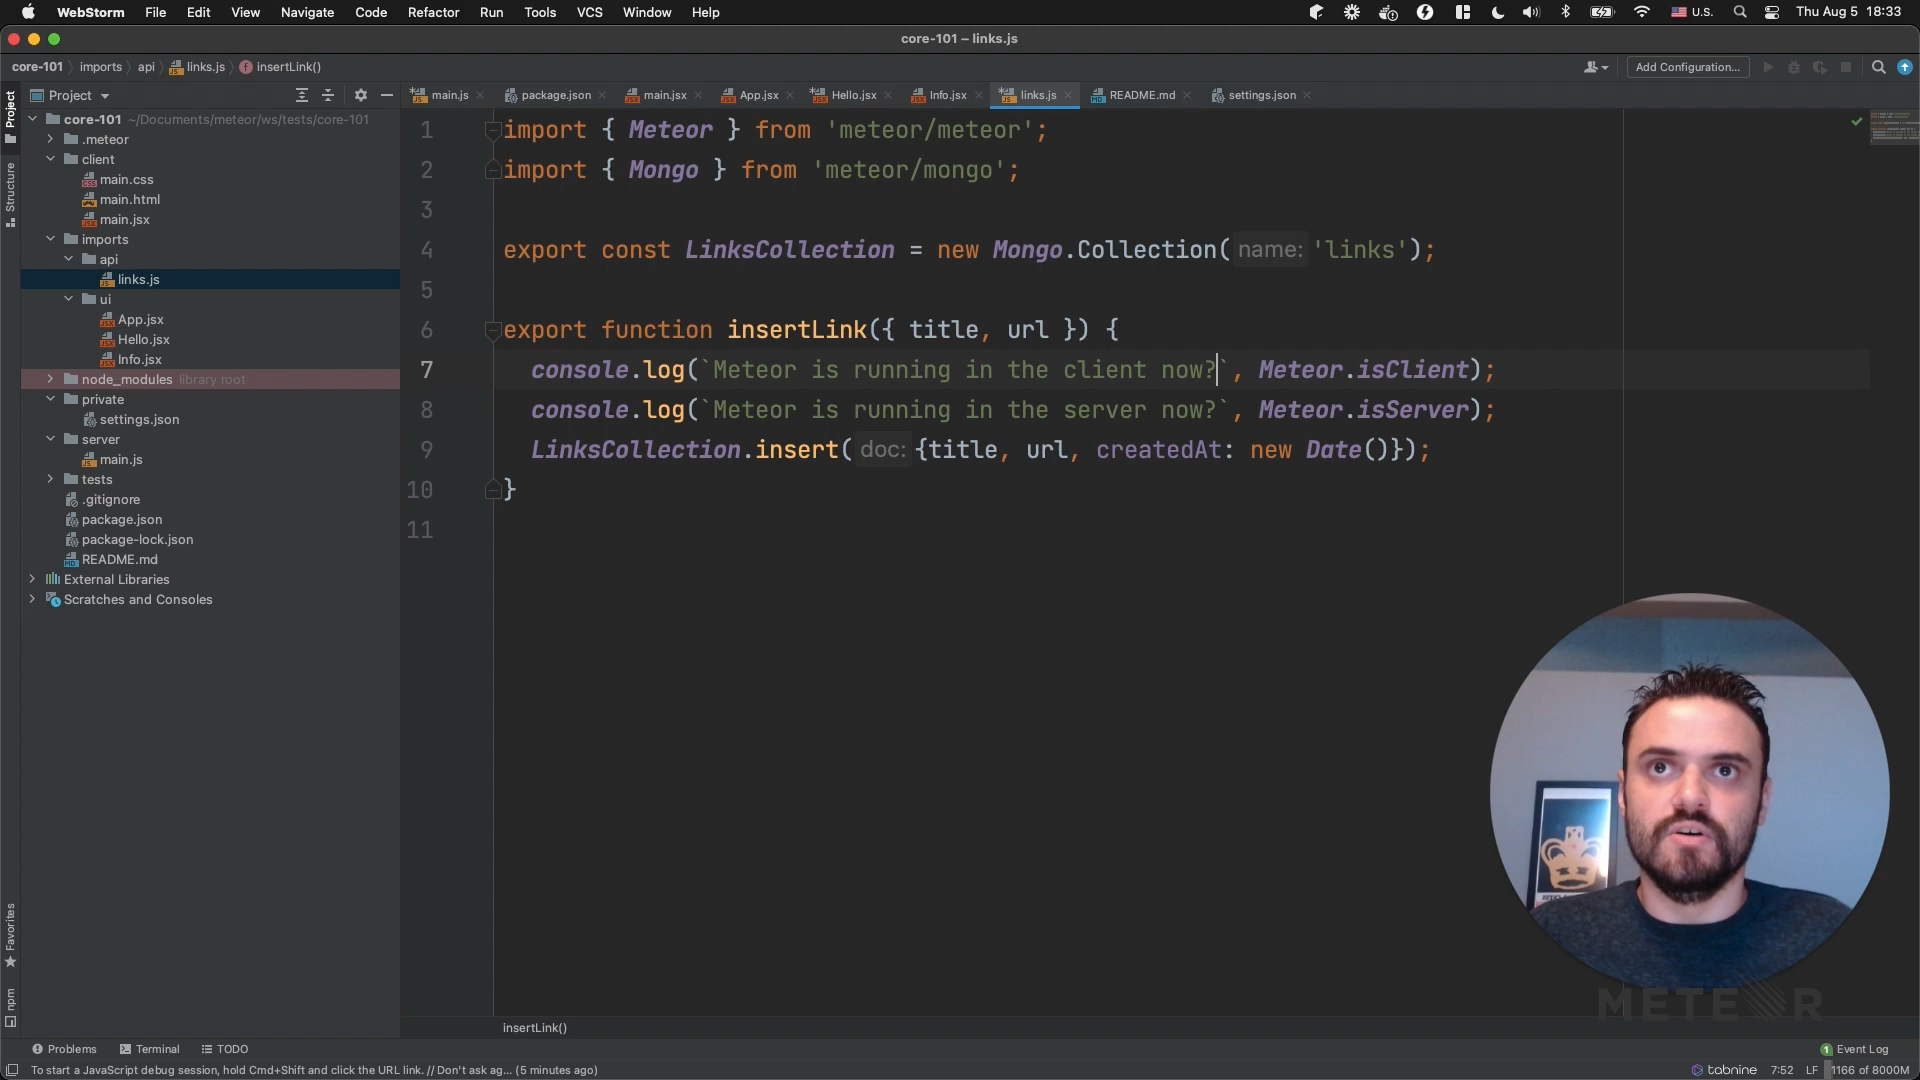 WebStorm File Edit View Navigate Code Refactor Run Tools VCS Window Help U.S. Thu Aug 5 18:33
core-101 – links.js
core-101 imports api links.js insertLink() Add Configuration...
Project main.js package.json main.jsx App.jsx Hello.jsx Info.jsx links.js README.md settings.json
Project
Structure
Favorites
npm
core-101 ~/Documents/meteor/ws/tests/core-101
.meteor
client
main.css
main.html
main.jsx
imports
api
links.js
ui
App.jsx
Hello.jsx
Info.jsx
node_modules library root
private
settings.json
server
main.js
tests
.gitignore
package.json
package-lock.json
README.md
External Libraries
Scratches and Consoles
1 import { Meteor } from 'meteor/meteor';
2 import { Mongo } from 'meteor/mongo';
3
4 export const LinksCollection = new Mongo.Collection( name: 'links');
5
6 export function insertLink({ title, url }) {
7 console.log(`Meteor is running in the client now?`, Meteor.isClient);
8 console.log(`Meteor is running in the server now?`, Meteor.isServer);
9 LinksCollection.insert( doc: {title, url, createdAt: new Date()});
10 }
11
METEOR
insertLink()
Problems Terminal TODO 1 Event Log
To start a JavaScript debug session, hold Cmd+Shift and click the URL link. // Don't ask ag... (5 minutes ago) tabnine 7:52 LF 1166 of 8000M